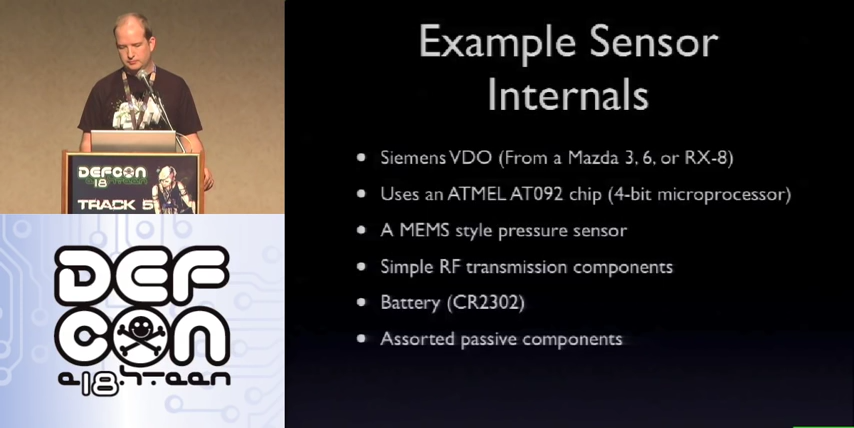 Example Sensor
Internals
Siemens VDO (From a Mazda 3, 6, or RX-8)
Uses an ATMEL AT092 chip (4-bit microprocessor)
A MEMS style pressure sensor
Simple RF transmission components
Battery (CR2302)
Assorted passive components
DEFCON
18
TRACK 5
DEF
CON
e18hteen